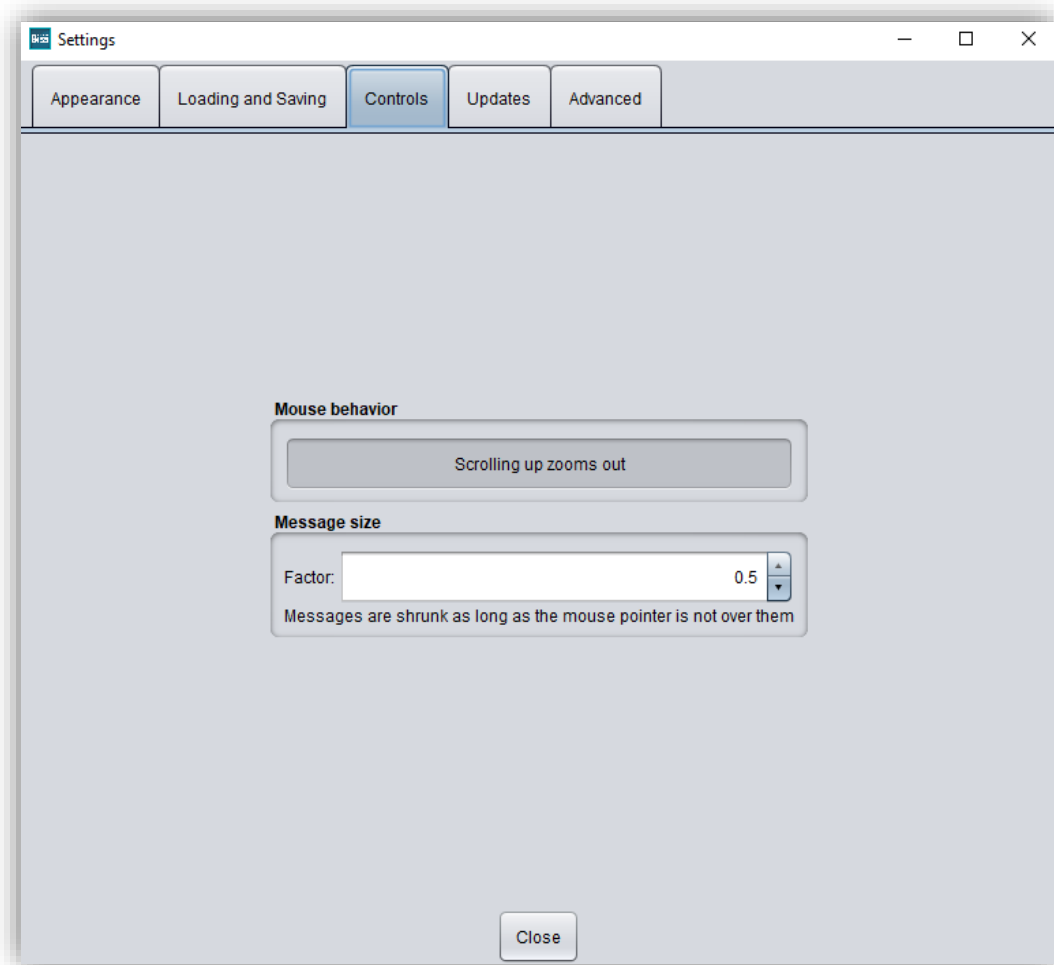 Settings
Appearance
Loading and Saving
Controls
Updates
Advanced
Mouse behavior
Scrolling up zooms out
Message size
Factor:
0.5
Messages are shrunk as long as the mouse pointer is not over them
Close